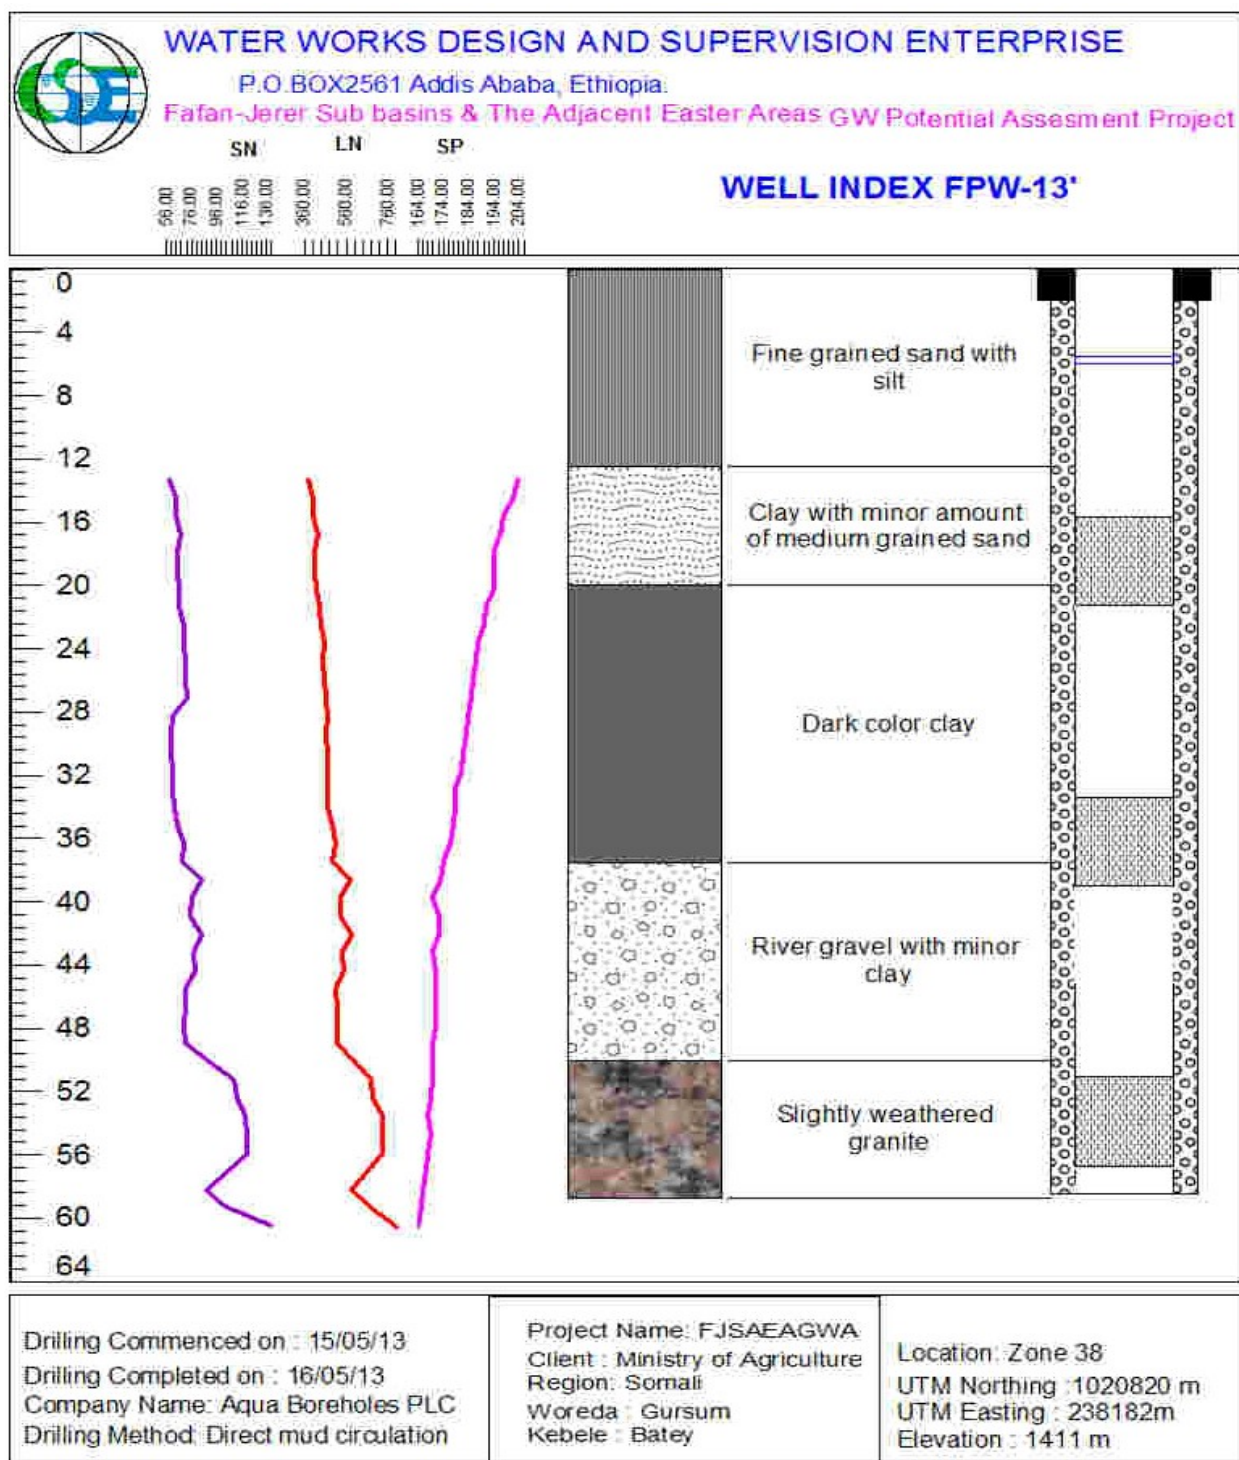 WATER WORKS DESIGN AND SUPERVISION ENTERPRISE
P.O.BOX2561 Addis Ababa, Ethiopia.
Fafan-Jerer Sub basins & The Adjacent Easter Areas GW Potential Assesment Project
SN LN SP
56.00 76.00 96.00 116.00 136.00 360.00 560.00 760.00 164.00 174.00 184.00 194.00 204.00
WELL INDEX FPW-13'
0
4
8
12
16
20
24
28
32
36
40
44
48
52
56
60
64
Fine grained sand with
silt
Clay with minor amount
of medium grained sand
Dark color clay
River gravel with minor
clay
Slightly weathered
granite
Drilling Commenced on : 15/05/13
Drilling Completed on : 16/05/13
Company Name: Aqua Boreholes PLC
Drilling Method: Direct mud circulation
Project Name: FJSAEAGWA
Client : Ministry of Agriculture
Region: Somali
Woreda : Gursum
Kebele : Batey
Location: Zone 38
UTM Northing :1020820 m
UTM Easting : 238182m
Elevation : 1411 m